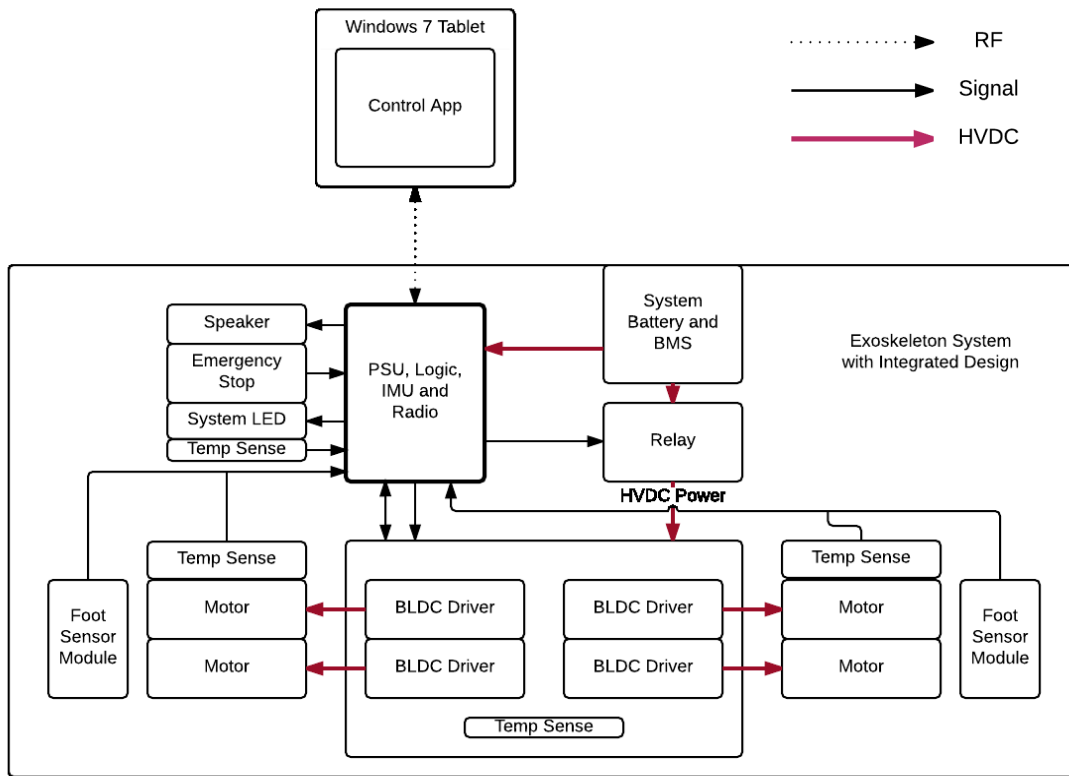 Windows 7 Tablet
Control App
RF
Signal
HVDC
Speaker
Emergency
Stop
System LED
Temp Sense
PSU, Logic,
IMU and
Radio
System
Battery and
BMS
Relay
HVDC Power
Exoskeleton System
with Integrated Design
Foot
Sensor
Module
Temp Sense
Motor
Motor
BLDC Driver
BLDC Driver
BLDC Driver
BLDC Driver
Temp Sense
Temp Sense
Motor
Motor
Foot
Sensor
Module